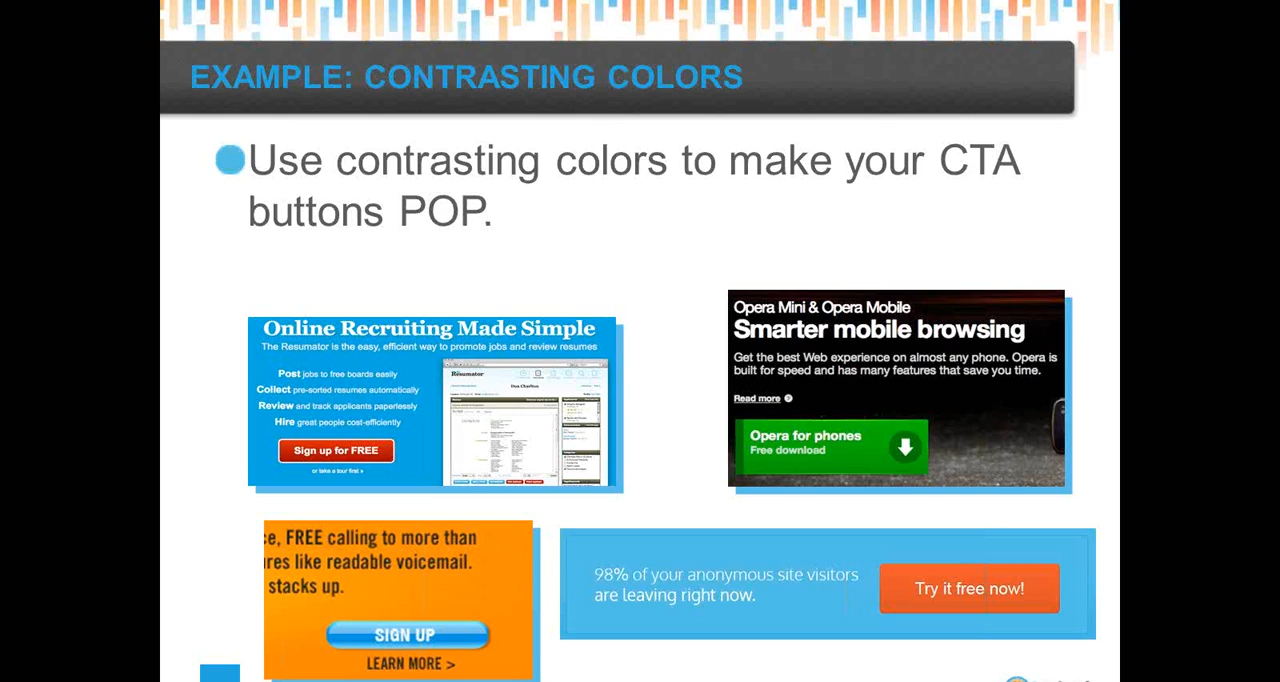 EXAMPLE: CONTRASTING COLORS
Use contrasting colors to make your CTA
buttons POP.
Online Recruiting Made Simple
The Resumator is the easy, efficient way to promote jobs and review resumes
Post jobs to free boards easily
Collect pre-sorted resumes automatically
Review and track applicants paperlessly
Hire great people cost-efficiently
Sign up for FREE
or take a tour first »
Resumator
Don Charlton
Opera Mini & Opera Mobile
Smarter mobile browsing
Get the best Web experience on almost any phone. Opera is
built for speed and has many features that save you time.
Read more
Opera for phones
Free download
ce, FREE calling to more than
res like readable voicemail.
stacks up.
SIGN UP
LEARN MORE >
98% of your anonymous site visitors
are leaving right now.
Try it free now!